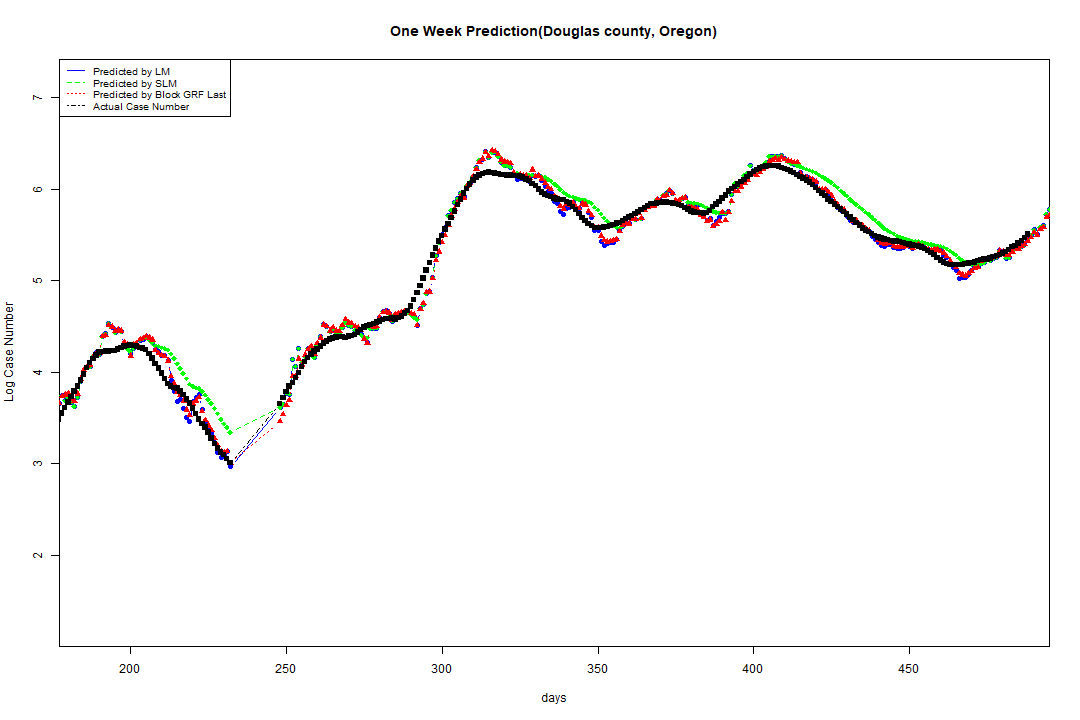 One Week Prediction(Douglas county, Oregon)
Predicted by LM
Predicted by SLM
Predicted by Block GRF Last
Actual Case Number
7
6
5
4
3
2
Log Case Number
200 250 300 350 400 450
days